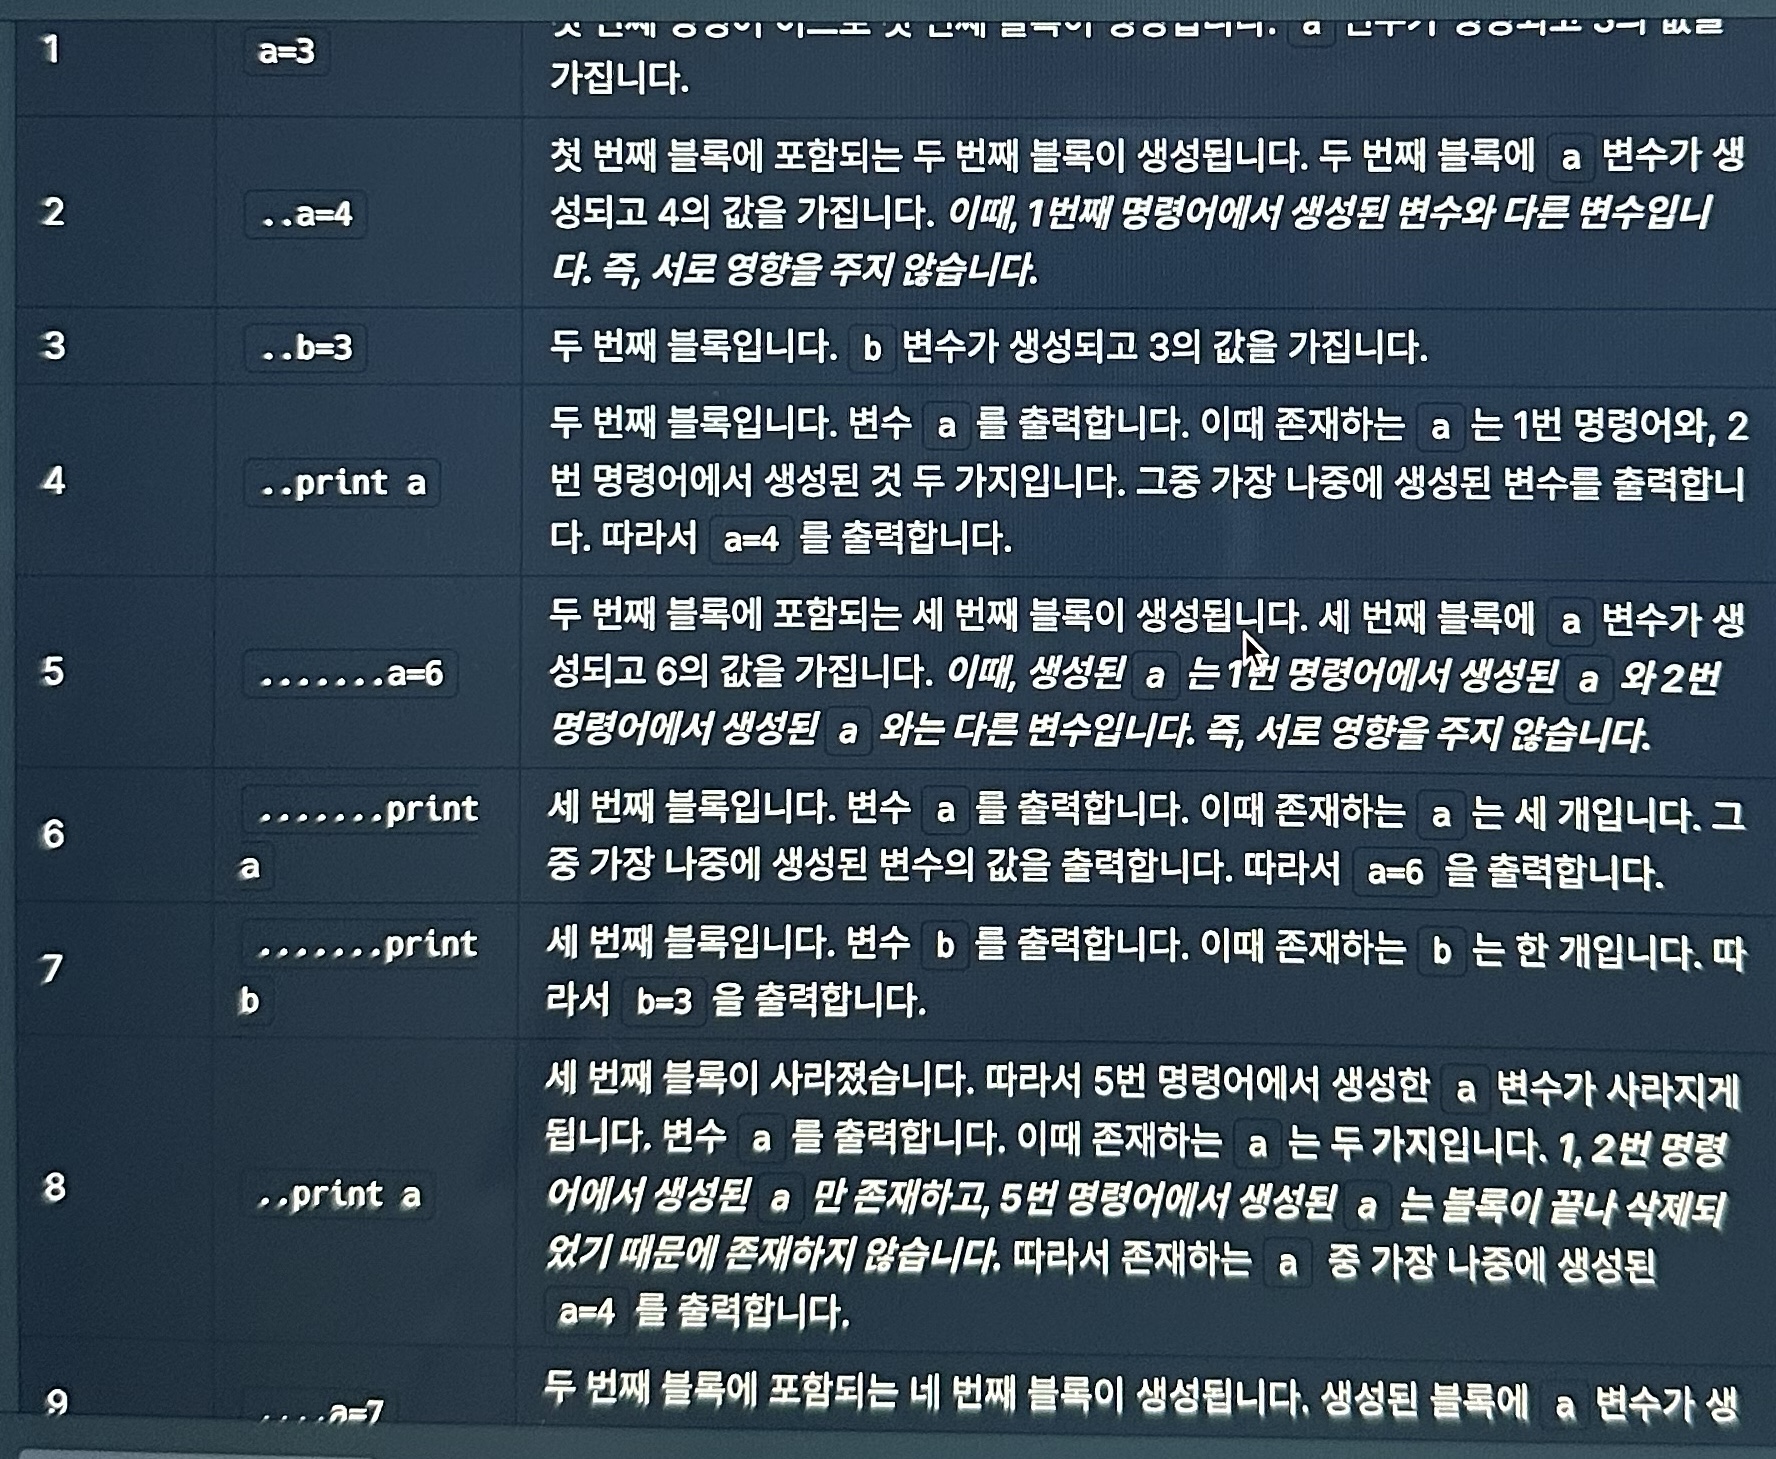 1
a=3
가집니다.
2
..a=4
첫 번째 블록에 포함되는 두 번째 블록이 생성됩니다. 두 번째 블록에 a 변수가 생
성되고 4의 값을 가집니다. 이때, 1번째 명령어에서 생성된 변수와 다른 변수입니
다. 즉, 서로 영향을 주지 않습니다.
3
..b=3
두 번째 블록입니다. b 변수가 생성되고 3의 값을 가집니다.
4
..print a
두 번째 블록입니다. 변수 a 를 출력합니다. 이때 존재하는 a 는 1번 명령어와, 2
번 명령어에서 생성된 것 두 가지입니다. 그중 가장 나중에 생성된 변수를 출력합니
다. 따라서 a=4 를 출력합니다.
5
.......a=6
두 번째 블록에 포함되는 세 번째 블록이 생성됩니다. 세 번째 블록에 a 변수가 생
성되고 6의 값을 가집니다. 이때, 생성된 a 는 1번 명령어에서 생성된 a 와 2번
명령어에서 생성된 a 와는 다른 변수입니다. 즉, 서로 영향을 주지 않습니다.
6
.......print
a
세 번째 블록입니다. 변수 a 를 출력합니다. 이때 존재하는 a 는 세 개입니다. 그
중 가장 나중에 생성된 변수의 값을 출력합니다. 따라서 a=6 을 출력합니다.
7
.......print
b
세 번째 블록입니다. 변수 b 를 출력합니다. 이때 존재하는 b 는 한 개입니다. 따
라서 b=3 을 출력합니다.
8
..print a
세 번째 블록이 사라졌습니다. 따라서 5번 명령어에서 생성한 a 변수가 사라지게
됩니다. 변수 a 를 출력합니다. 이때 존재하는 a 는 두 가지입니다. 1, 2번 명령
어에서 생성된 a 만 존재하고, 5번 명령어에서 생성된 a 는 블록이 끝나 삭제되
었기 때문에 존재하지 않습니다. 따라서 존재하는 a 중 가장 나중에 생성된
a=4 를 출력합니다.
9
....a=7
두 번째 블록에 포함되는 네 번째 블록이 생성됩니다. 생성된 블록에 a 변수가 생